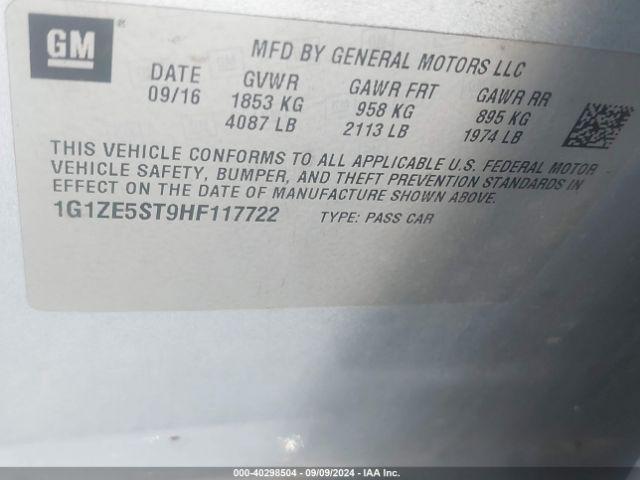 GM ®
MFD BY GENERAL MOTORS LLC
DATE GVWR GAWR FRT GAWR RR
09/16 1853 KG 958 KG 895 KG
4087 LB 2113 LB 1974 LB
THIS VEHICLE CONFORMS TO ALL APPLICABLE U.S. FEDERAL MOTOR
VEHICLE SAFETY, BUMPER, AND THEFT PREVENTION STANDARDS IN
EFFECT ON THE DATE OF MANUFACTURE SHOWN ABOVE.
1G1ZE5ST9HF117722 TYPE: PASS CAR
000-40298504 - 09/09/2024 - IAA Inc.